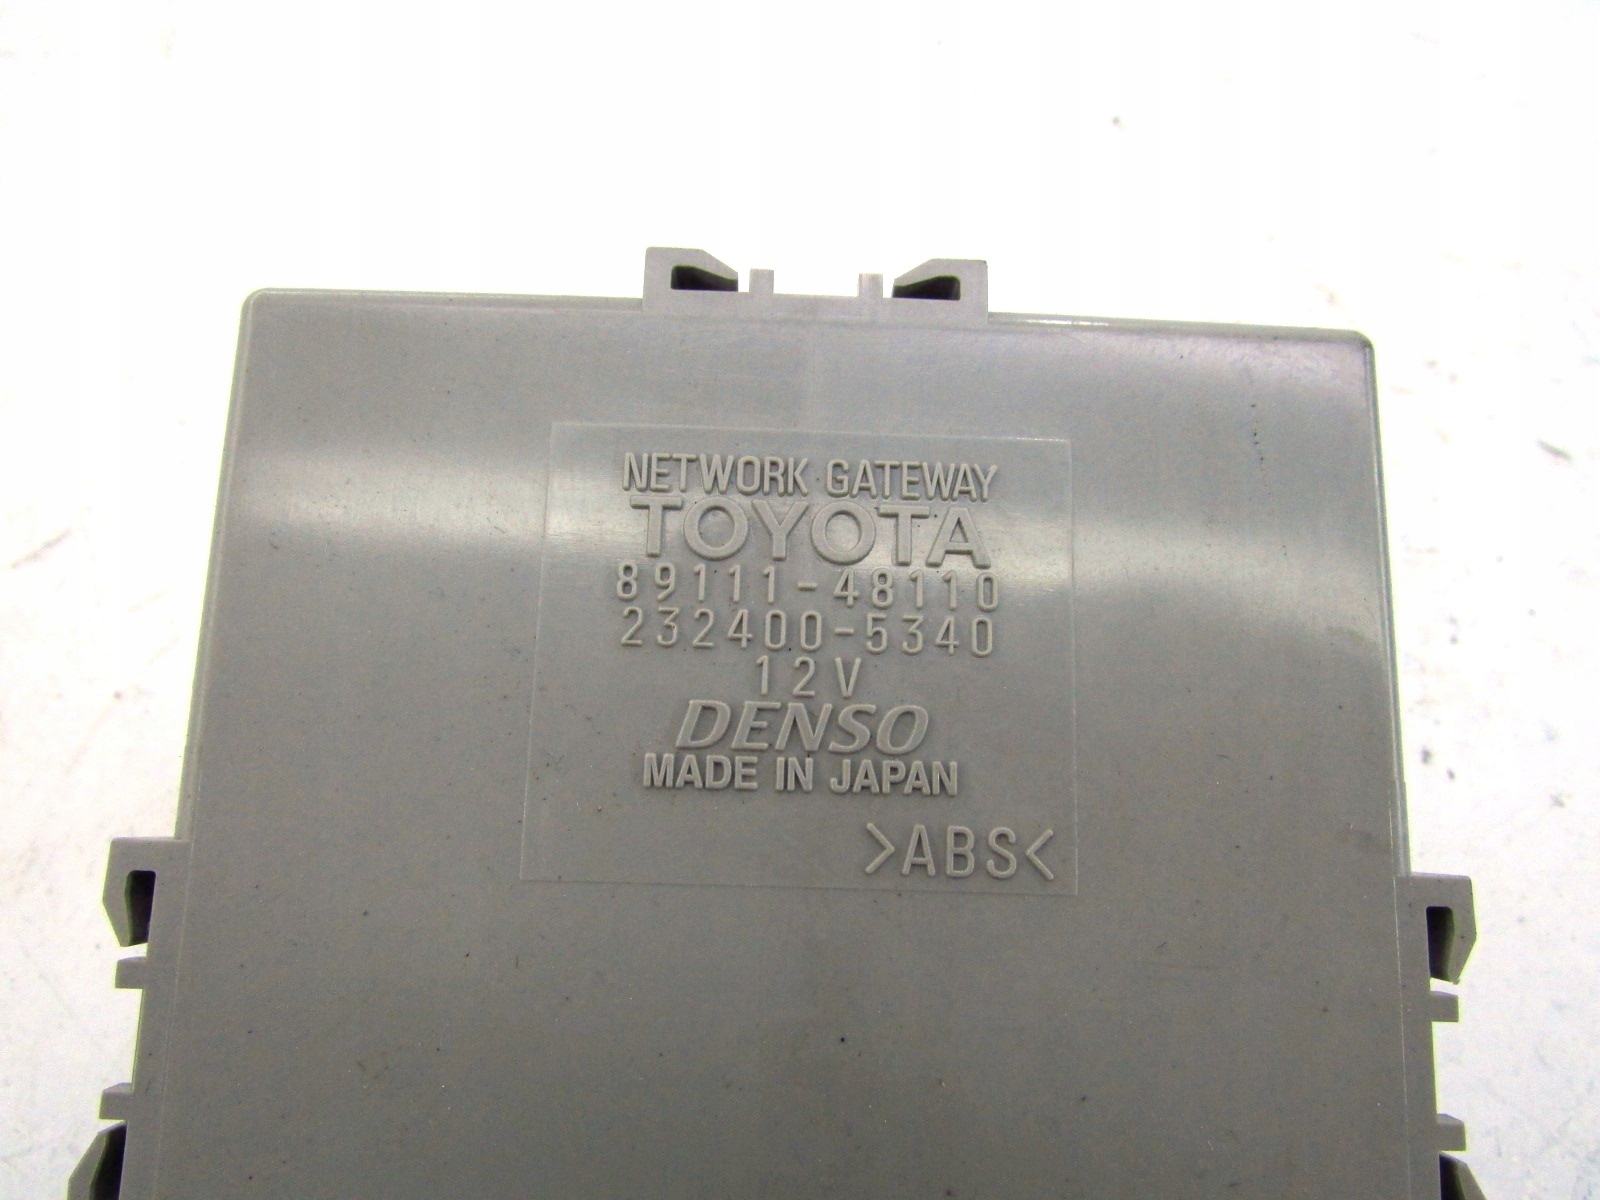 NETWORK GATEWAY
TOYOTA
89111-48110
232400-5340
12V
DENSO
MADE IN JAPAN
>ABS<